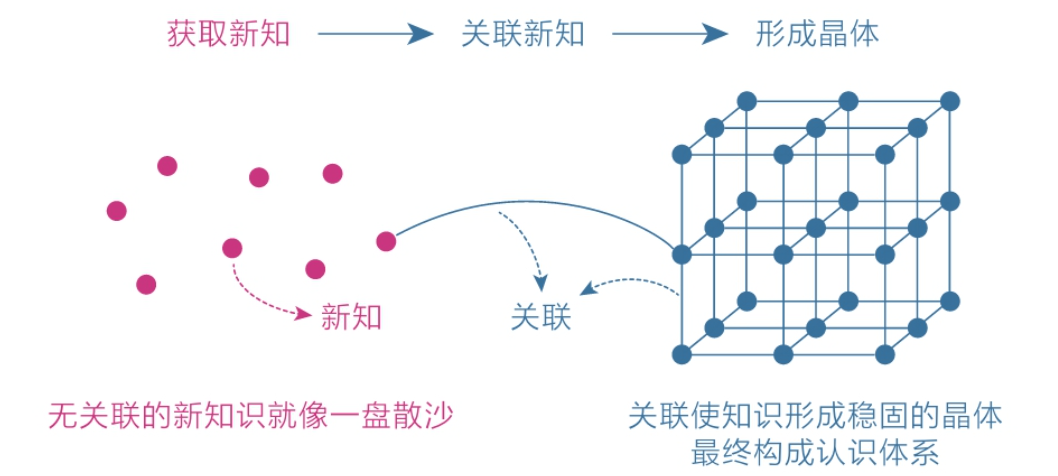 获取新知
关联新知
形成晶体
新知
关联
无关联的新知识就像一盘散沙
关联使知识形成稳固的晶体
最终构成认识体系